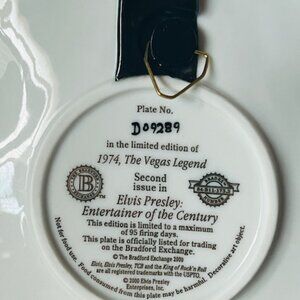 Plate No.
D09289
in the limited edition of
1974, The Vegas Legend
Second
issue in
Elvis Presley:
Entertainer of the Century
This edition is limited to a maximum
of 95 firing days.
This plate is officially listed for trading
on the Bradford Exchange.
© The Bradford Exchange 2000
Elvis, Elvis Presley, TCB and the King of Rock'n Roll
are all registered trademarks with the USPTO.
© 2000 Elvis Presley
Enterprises, Inc.
Not for food use. Food consumed from this plate may be harmful. Decorative art object.
B